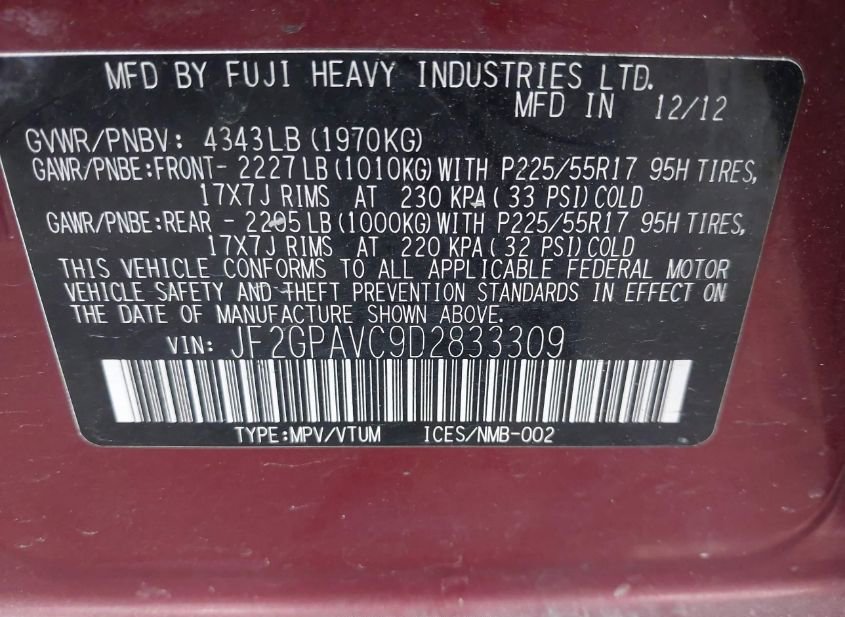 MFD BY FUJI HEAVY INDUSTRIES LTD.
MFD IN 12/12
GVWR/PNBV: 4343LB(1970KG)
GAWR/PNBE:FRONT-2227LB(1010KG)WITH P225/55R17 95H TIRES,
17X7J RIMS AT 230 KPA(33 PSI)COLD
GAWR/PNBE:REAR -2205LB(1000KG)WITH P225/55R17 95H TIRES,
17X7J RIMS AT 220 KPA(32 PSI)COLD
THIS VEHICLE CONFORMS TO ALL APPLICABLE FEDERAL MOTOR
VEHICLE SAFETY AND THEFT PREVENTION STANDARDS IN EFFECT ON
THE DATE OF MANUFACTURE SHOWN ABOVE.
VIN: JF2GPAVC9D2833309
TYPE:MPV/VTUM ICES/NMB-002